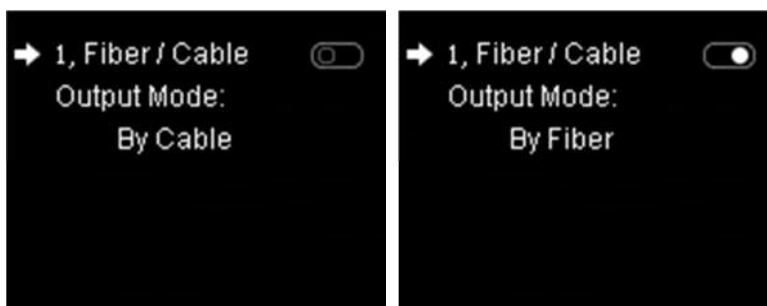 1, Fiber / Cable
Output Mode:
By Cable
1, Fiber / Cable
Output Mode:
By Fiber